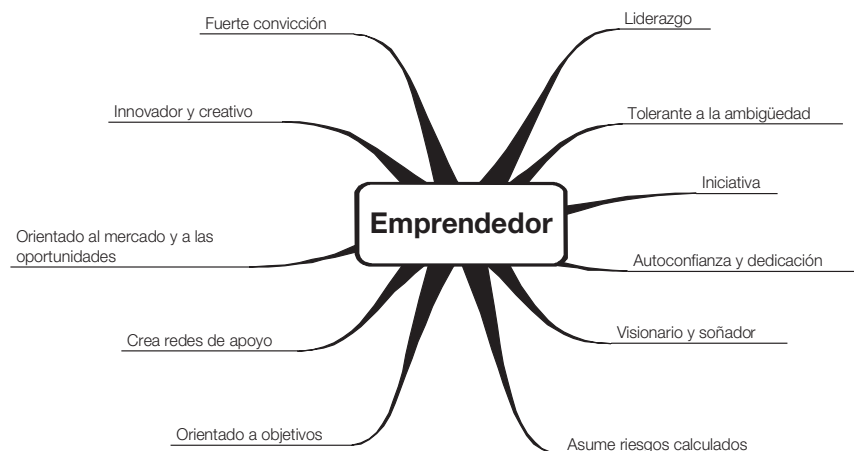 Fuerte convicción
Liderazgo
Innovador y creativo
Tolerante a la ambigüedad
Iniciativa
Emprendedor
Orientado al mercado y a las
oportunidades
Autoconfianza y dedicación
Crea redes de apoyo
Visionario y soñador
Orientado a objetivos
Asume riesgos calculados